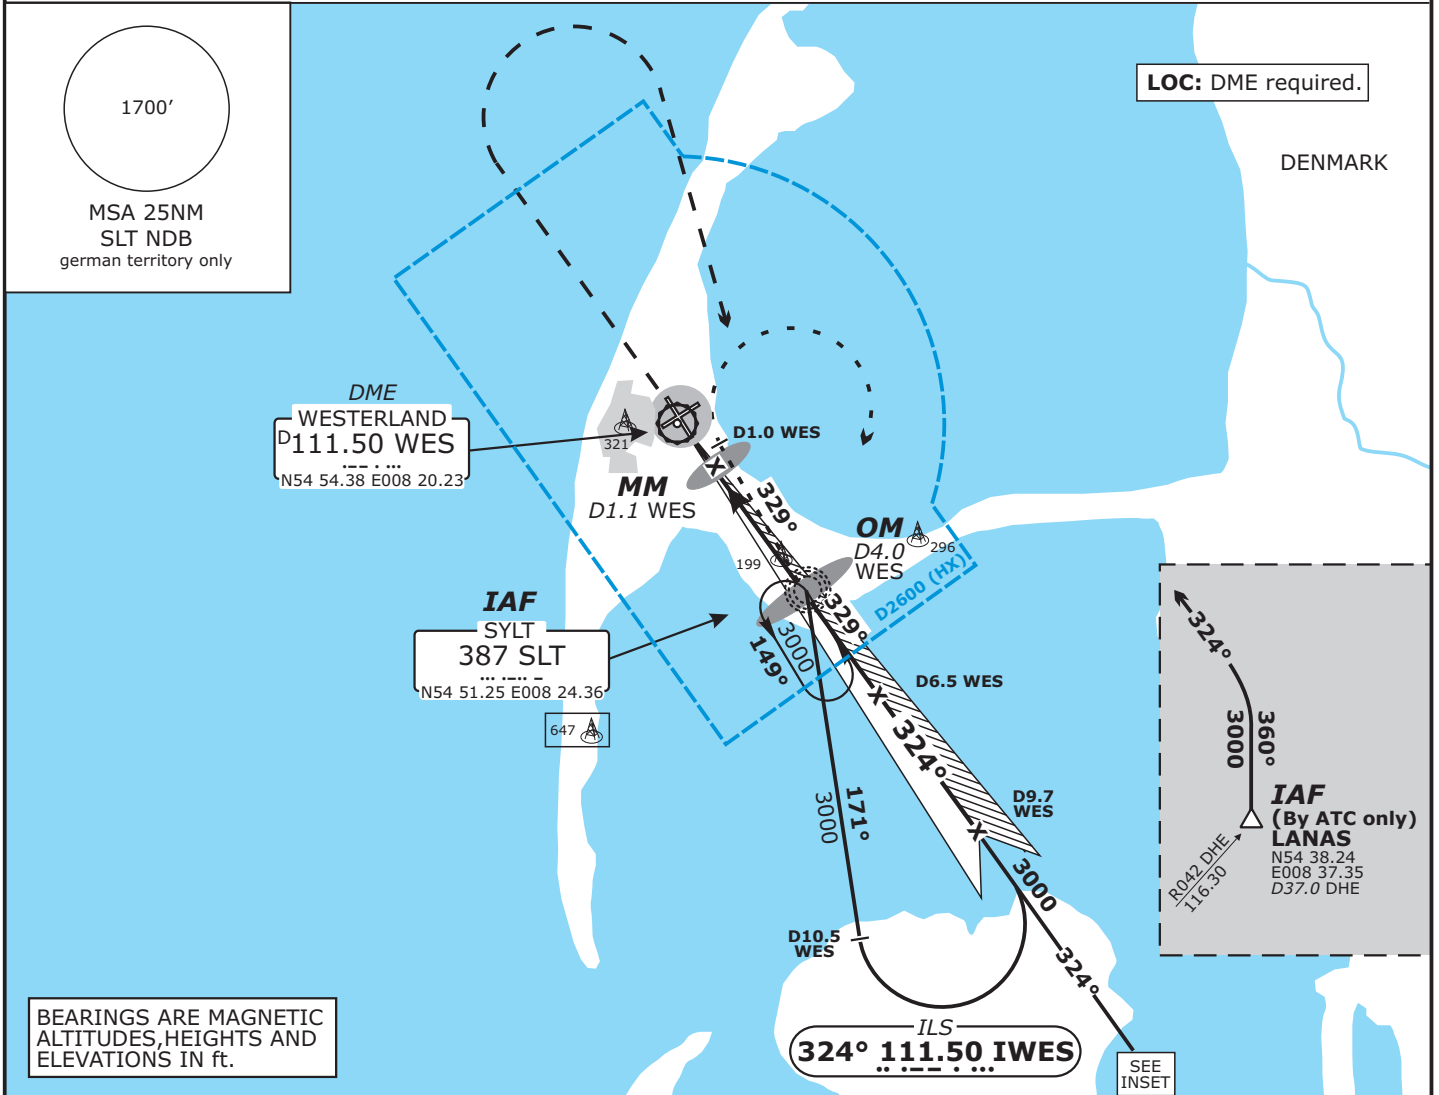 1700’
MSA 25NM
SLT NDB
german territory only
LOC: DME required.
DENMARK
DME
WESTERLAND
D111.50 WES
N54 54.38 E008 20.23
321
D1.0 WES
MM
D1.1 WES
329°
OM
D4.0
WES
296
199
D2600 (HX)
IAF
SYLT
387 SLT
N54 51.25 E008 24.36
647
3000
149°
329°
D6.5 WES
324°
171°
3000
D9.7
WES
3000
D10.5
WES
324°
324°
360°
3000
IAF
(By ATC only)
LANAS
N54 38.24
E008 37.35
D37.0 DHE
R042 DHE
116.30
ILS
324° 111.50 IWES
SEE
INSET
BEARINGS ARE MAGNETIC
ALTITUDES,HEIGHTS AND
ELEVATIONS IN ft.